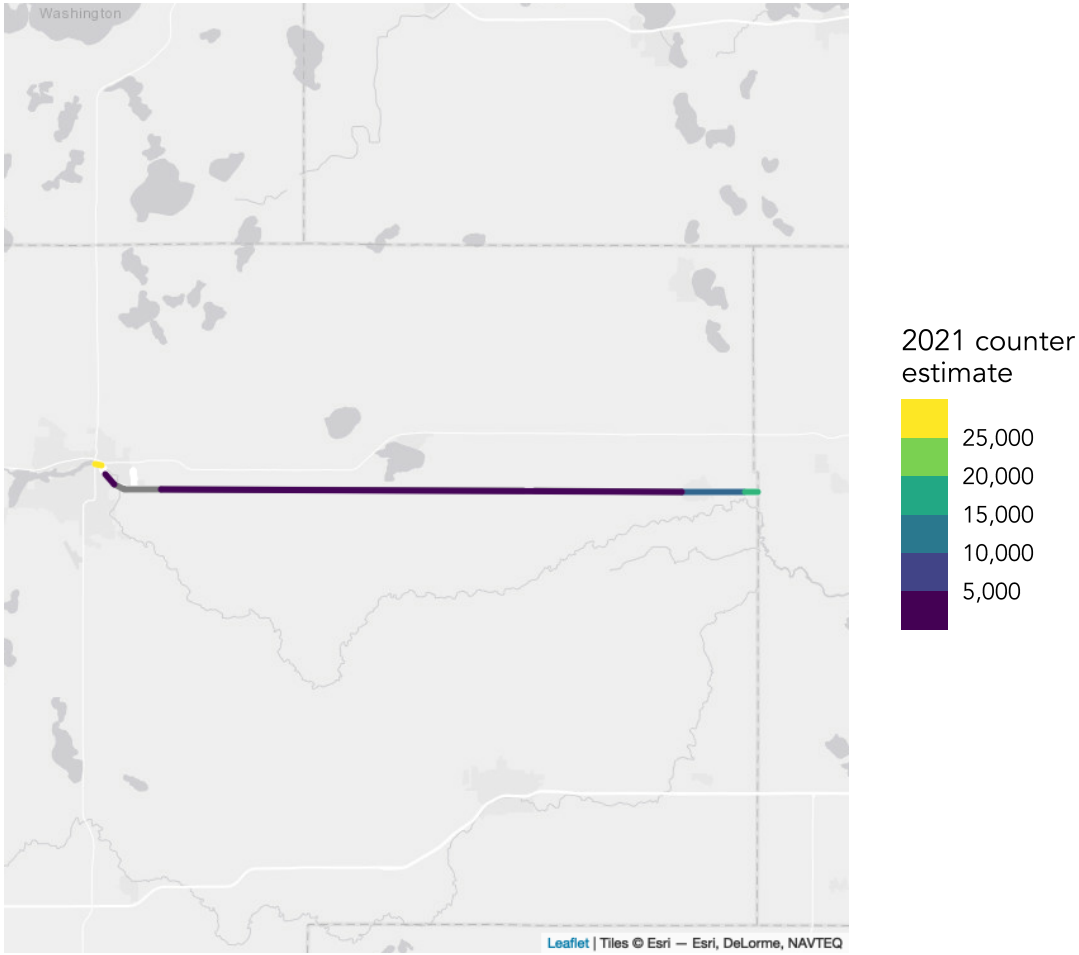 Washington
2021 counter
estimate
25,000
20,000
15,000
10,000
5,000
Leaflet | Tiles © Esri — Esri, DeLorme, NAVTEQ